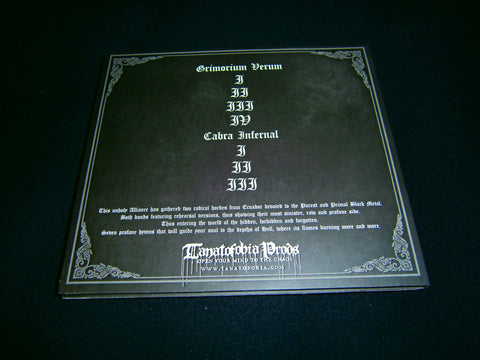 Grimorium Verum
I
II
III
IV
Cabra Infernal
I
II
III
This unholy Alliance has gathered two radical hordes from Ecuador devoted to the Purest and Primal Black Metal.
Both bands featuring rehearsal versions, thus showing their most sinister, raw and profane side.
Thus entering the world of the hidden, forbidden and forgotten.
Seven profane hymns that will guide your soul to the depths of Hell, where its flames burning more and more.
Tanatofobia Prods
OPEN YOUR MIND TO THE CHAOS
WWW.TANATOFOBIA.COM